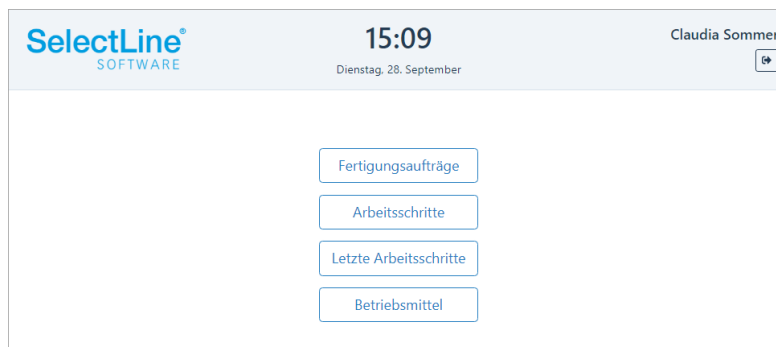 SelectLine®
SOFTWARE
15:09
Dienstag, 28. September
Claudia Sommer
Fertigungsaufträge
Arbeitsschritte
Letzte Arbeitsschritte
Betriebsmittel